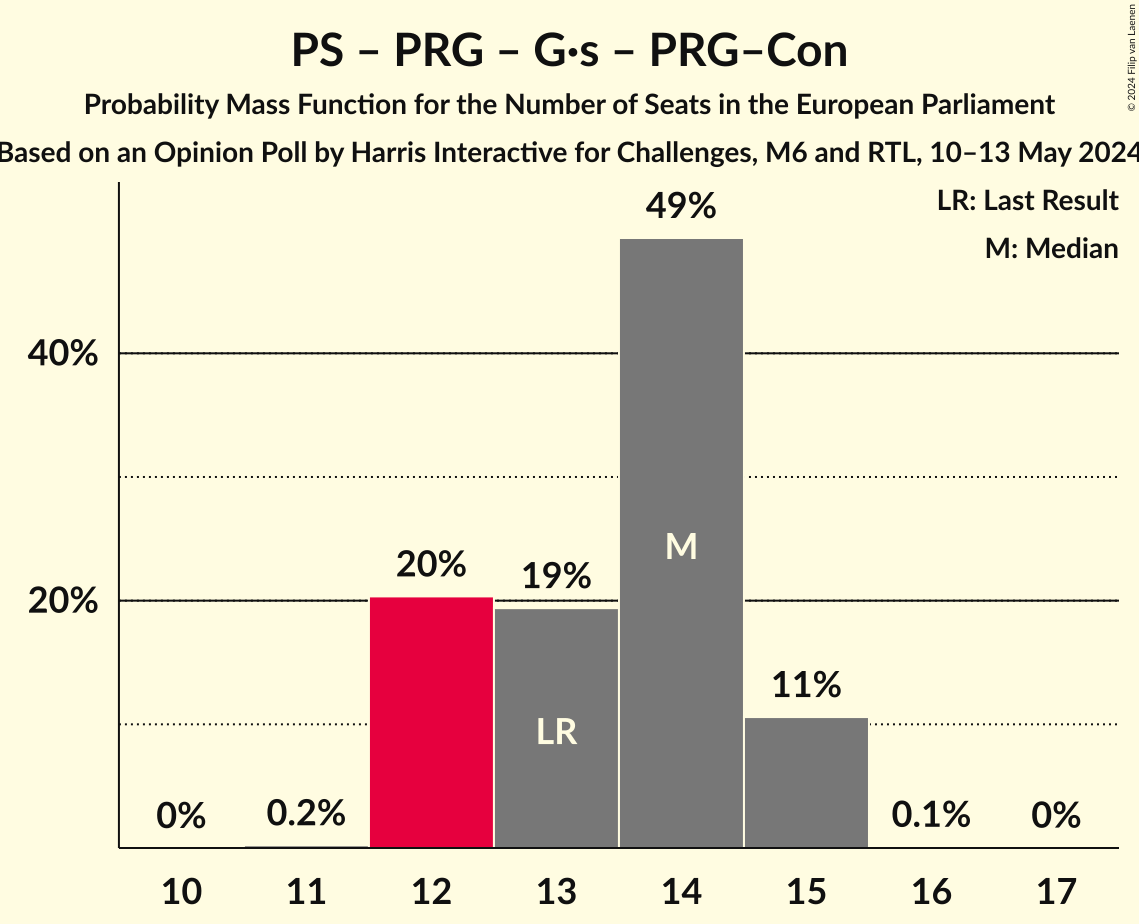 PS – PRG – G·s – PRG–Con
Probability Mass Function for the Number of Seats in the European Parliament
Based on an Opinion Poll by Harris Interactive for Challenges, M6 and RTL, 10–13 May 2024
© 2024 Filip van Laenen
LR: Last Result
M: Median
49%
40%
M
20%
19%
20%
11%
LR
0%
0.2%
0.1%
0%
10 11 12 13 14 15 16 17